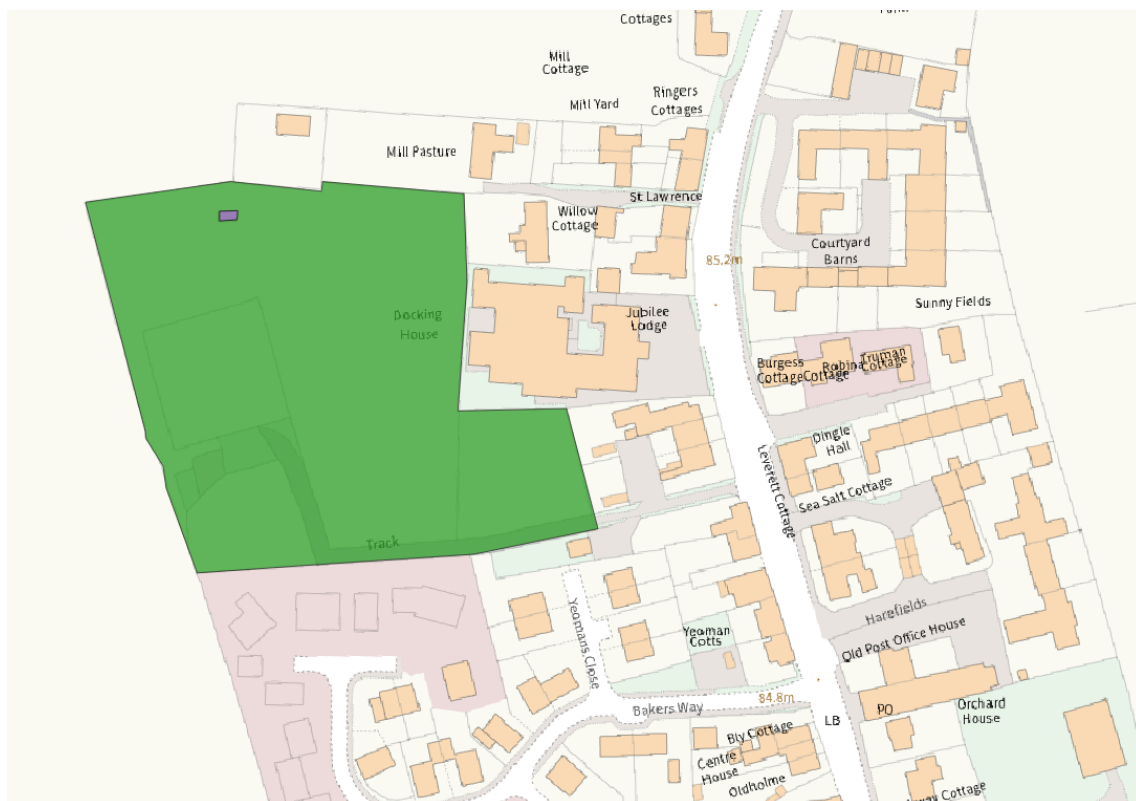 Cottages
Mill
Cottage
Mill Yard
Ringers
Cottages
Mill Pasture
St Lawrence
Willow
Cottage
85.2m
Courtyard
Barns
Sunny Fields
Docking
House
Jubilee
Lodge
Burgess
Cottage
Robina
Cottage
Truman
Cottage
Dingle
Hall
Leverett Cottage
Sea Salt Cottage
Track
Harefields
Old Post Office House
Yeomans Close
Yeoman
Cotts
84.8m
Bakers Way
PO
LB
Orchard
House
Bly Cottage
Centre
House
Oldholme
Cottage